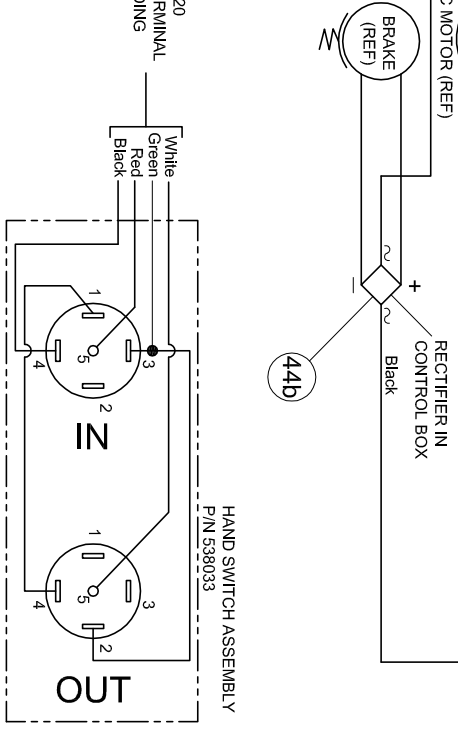 C MOTOR (REF)
BRAKE
(REF)
~
+
–
~
RECTIFIER IN
CONTROL BOX
Black
44b
20
RMINAL
DING
White
Green
Red
Black
HAND SWITCH ASSEMBLY
P/N 538033
1
2
3
4
5
IN
1
2
3
4
5
OUT